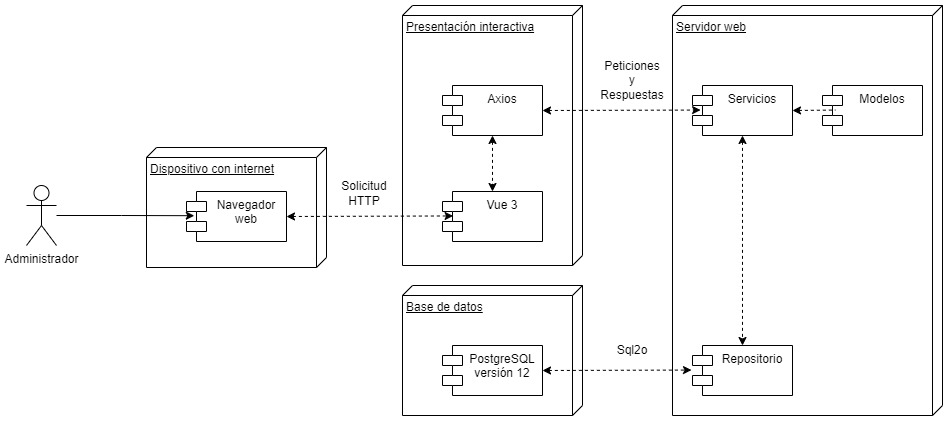 Presentación interactiva
Servidor web
Peticiones
y
Respuestas
Axios
Servicios
Modelos
Dispositivo con internet
Solicitud
HTTP
Navegador
web
Vue 3
Administrador
Base de datos
Sql2o
PostgreSQL
versión 12
Repositorio